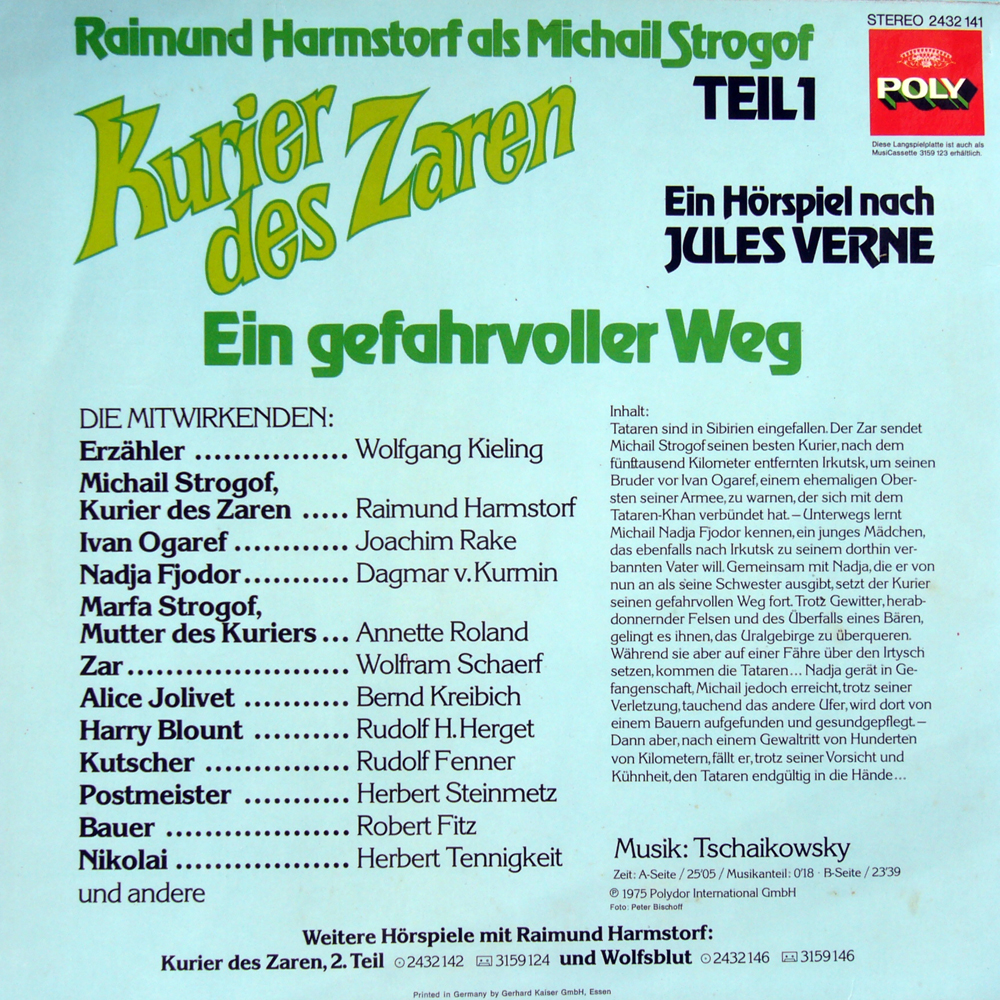 Raimund Harmstorf als Michail Strogof
STEREO 2432 141
TEIL 1
POLY
Diese Langspielplatte ist auch als
MusiCassette 3159 123 erhältlich.
Kurier
des Zaren
Ein Hörspiel nach
JULES VERNE
Ein gefahrvoller Weg
DIE MITWIRKENDEN:
Erzähler ............... Wolfgang Kieling
Michail Strogof,
Kurier des Zaren ..... Raimund Harmstorf
Ivan Ogaref ............ Joachim Rake
Nadja Fjodor........... Dagmar v. Kurmin
Marfa Strogof,
Mutter des Kuriers ... Annette Roland
Zar....................... Wolfram Schaerf
Alice Jolivet ........... Bernd Kreibich
Harry Blount .......... Rudolf H. Herget
Kutscher ............... Rudolf Fenner
Postmeister ........... Herbert Steinmetz
Bauer ................... Robert Fitz
Nikolai .................. Herbert Tennigkeit
und andere
Inhalt:
Tataren sind in Sibirien eingefallen. Der Zar sendet
Michail Strogof seinen besten Kurier, nach dem
fünftausend Kilometer entfernten Irkutsk, um seinen
Bruder vor Ivan Ogaref, einem ehemaligen Ober-
sten seiner Armee, zu warnen, der sich mit dem
Tataren-Khan verbündet hat. – Unterwegs lernt
Michail Nadja Fjodor kennen, ein junges Mädchen,
das ebenfalls nach Irkutsk zu seinem dorthin ver-
bannten Vater will. Gemeinsam mit Nadja, die er von
nun an als seine Schwester ausgibt, setzt der Kurier
seinen gefahrvollen Weg fort. Trotz Gewitter, herab-
donnernder Felsen und des Überfalls eines Bären,
gelingt es ihnen, das Uralgebirge zu überqueren.
Während sie aber auf einer Fähre über den Irtysch
setzen, kommen die Tataren... Nadja gerät in Ge-
fangenschaft, Michail jedoch erreicht, trotz seiner
Verletzung, tauchend das andere Ufer, wird dort von
einem Bauern aufgefunden und gesundgepflegt. –
Dann aber, nach einem Gewaltritt von Hunderten
von Kilometern, fällt er, trotz seiner Vorsicht und
Kühnheit, den Tataren endgültig in die Hände...
Musik: Tschaikowsky
Zeit: A-Seite / 25'05 / Musikanteil: 0'18 · B-Seite / 23'39
℗ 1975 Polydor International GmbH
Foto: Peter Bischoff
Weitere Hörspiele mit Raimund Harmstorf:
Kurier des Zaren, 2. Teil 2432 142 3159 124 und Wolfsblut 2432 146 3159 146
Printed in Germany by Gerhard Kaiser GmbH, Essen